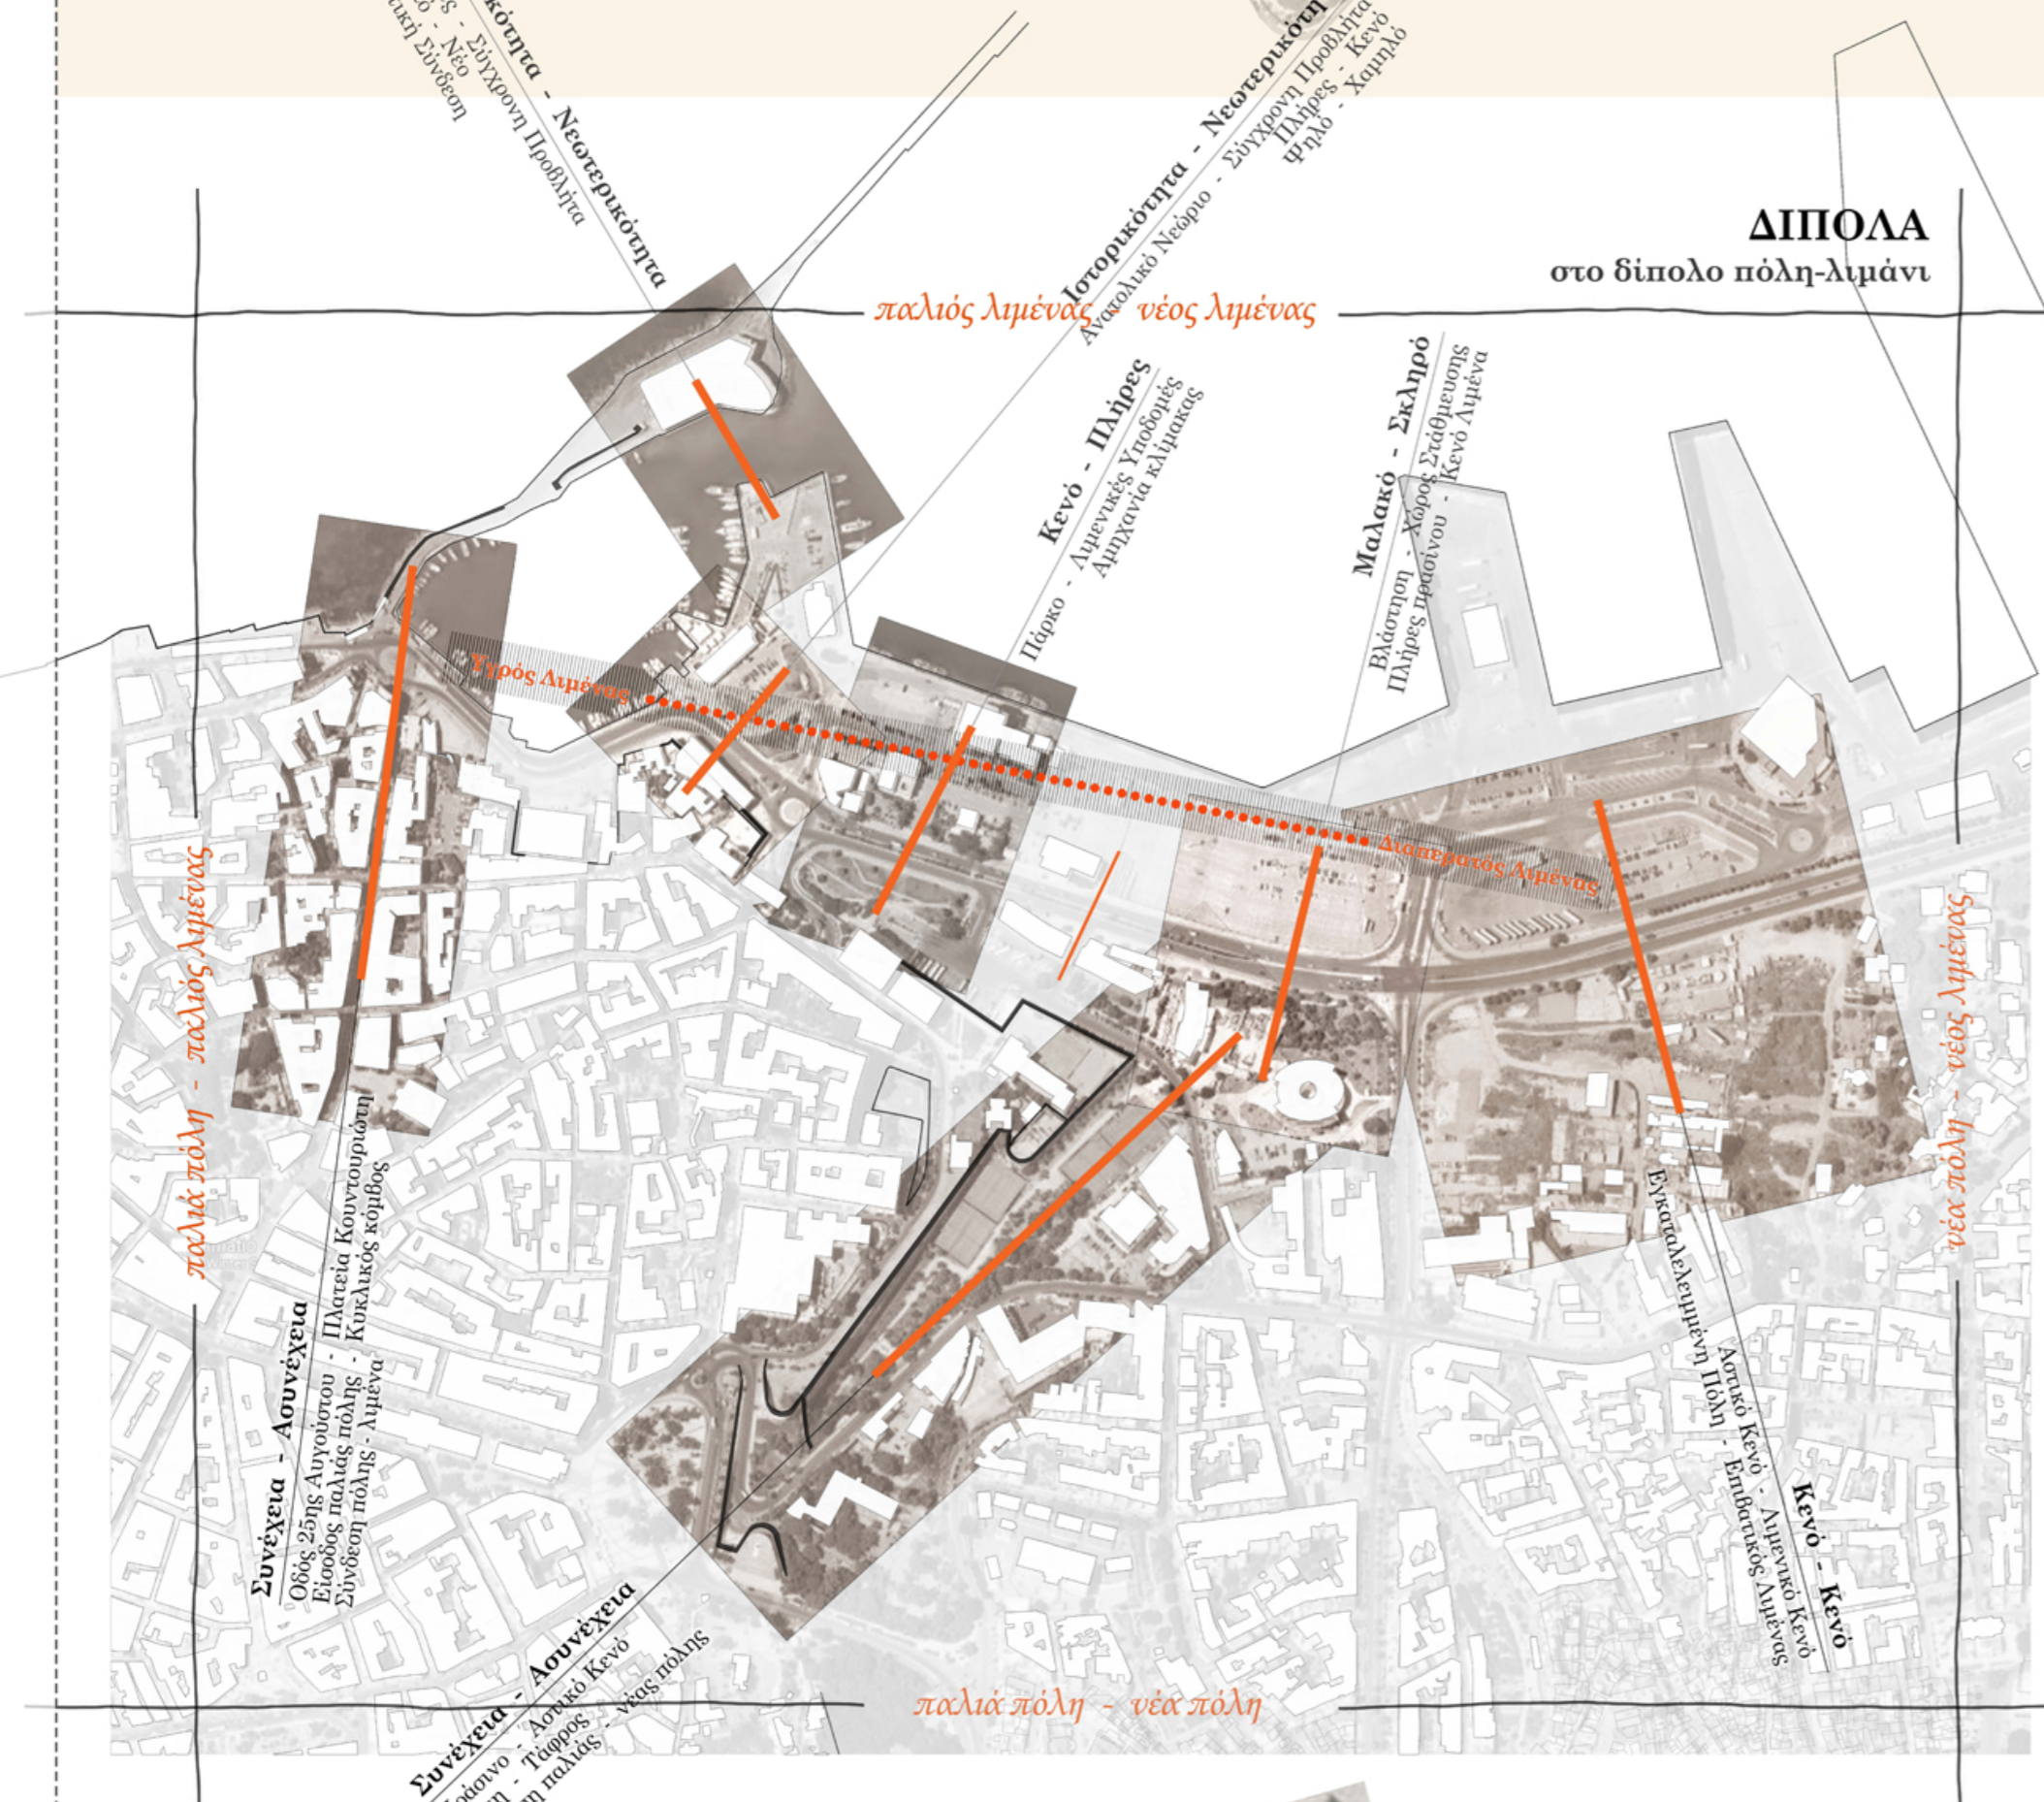 - Νεωτερικότητα
- Σύγχρονη Προβλήτα
- Νέο
Σύνδεση
Ιστορικότητα - Νεωτερικότη
Ανατολικό Νεώριο - Σύγχρονη Προβλήτα
Πλήρες - Κενό
Ψηλό - Χαμηλό
ΔΙΠΟΛΑ
στο δίπολο πόλη-λιμάνι
παλιός λιμένας - νέος λιμένας
Κενό - Πλήρες
Πάρκο - Λιμενικές Υποδομές
Αμηχανία κλίμακας
Μαλακό - Σκληρό
Βλάστηση - Χώρος Στάθμευσης
Πλήρες πρασίνου - Κενό Λιμένα
Υγρός Λιμένας
Διαπερατός Λιμένας
παλιά πόλη - παλιός λιμένας
νέα πόλη - νέος λιμένας
Συνέχεια - Ασυνέχεια
Οδός 25ης Αυγούστου - Πλατεία Κουντουριώτη
Είσοδος παλιάς πόλης - Κυκλικός κόμβος
Σύνδεση πόλης - λιμένα
Κενό - Κενό
Αστικό Κενό - Λιμενικό Κενό
Εγκαταλελειμμένη Πόλη - Επιβατικός Λιμένας
Συνέχεια - Ασυνέχεια
- Αστικό Κενό
- Τάφρος
παλιάς - νέας πόλης
παλιά πόλη - νέα πόλη